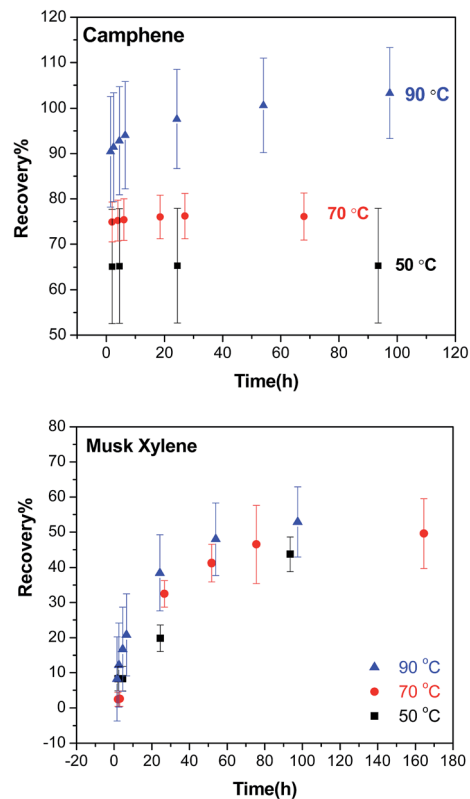 Camphene
120
110
100
90
80
70
60
50
Recovery%
90 °C
70 °C
50 °C
0 20 40 60 80 100 120
Time(h)
Musk Xylene
80
70
60
50
40
30
20
10
0
-10
Recovery%
90 °C
70 °C
50 °C
-20 0 20 40 60 80 100 120 140 160 180
Time(h)